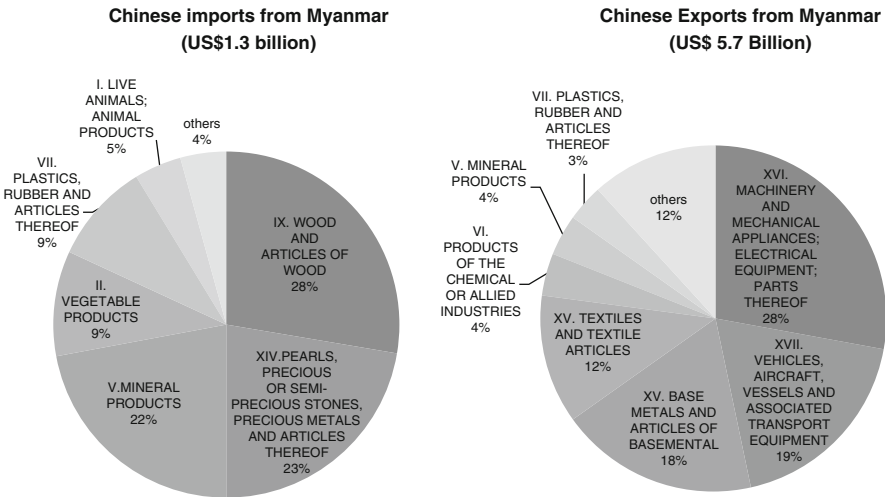 Chinese imports from Myanmar
(US$1.3 billion)
I. LIVE
ANIMALS;
ANIMAL
PRODUCTS
5%
others
4%
VII.
PLASTICS,
RUBBER AND
ARTICLES
THEREOF
9%
IX. WOOD
AND
ARTICLES OF
WOOD
28%
II.
VEGETABLE
PRODUCTS
9%
V.MINERAL
PRODUCTS
22%
XIV.PEARLS,
PRECIOUS
OR SEMI-
PRECIOUS STONES,
PRECIOUS METALS
AND ARTICLES
THEREOF
23%
Chinese Exports from Myanmar
(US$ 5.7 Billion)
VII. PLASTICS,
RUBBER AND
ARTICLES
THEREOF
3%
V. MINERAL
PRODUCTS
4%
others
12%
XVI.
MACHINERY
AND
MECHANICAL
APPLIANCES;
ELECTRICAL
EQUIPMENT;
PARTS
THEREOF
28%
VI.
PRODUCTS
OF THE
CHEMICAL
OR ALLIED
INDUSTRIES
4%
XV. TEXTILES
AND TEXTILE
ARTICLES
12%
XV. BASE
METALS AND
ARTICLES OF
BASEMENTAL
18%
XVII.
VEHICLES,
AIRCRAFT,
VESSELS AND
ASSOCIATED
TRANSPORT
EQUIPMENT
19%